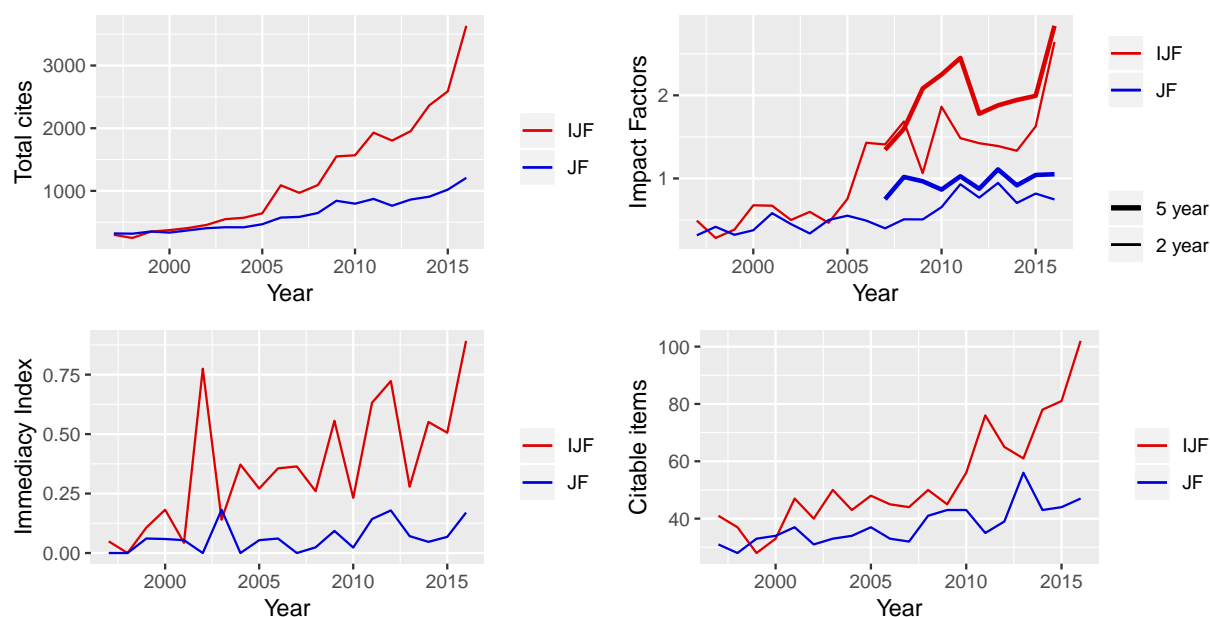 Total cites
3000
2000
1000
2000
2005
2010
2015
Year
IJF
JF
Impact Factors
2
1
2000
2005
2010
2015
Year
IJF
JF
5 year
2 year
Immediacy Index
0.75
0.50
0.25
0.00
2000
2005
2010
2015
Year
IJF
JF
Citable items
100
80
60
40
2000
2005
2010
2015
Year
IJF
JF